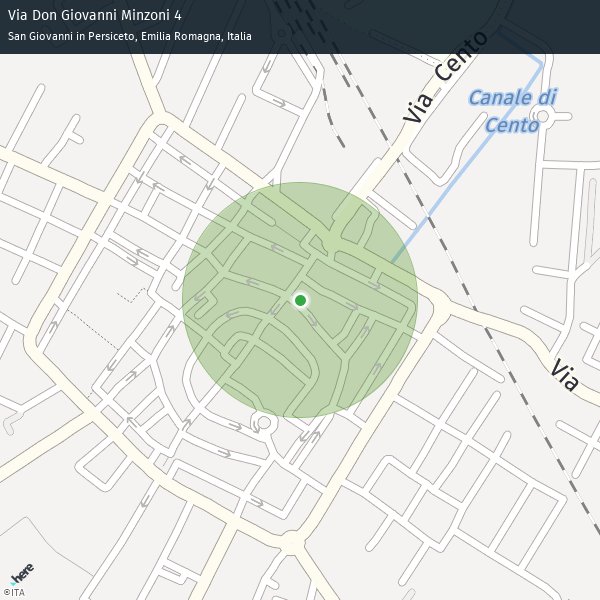 Via Don Giovanni Minzoni 4
San Giovanni in Persiceto, Emilia Romagna, Italia
Via Cento
Canale di
Cento
Via
here
©ITA